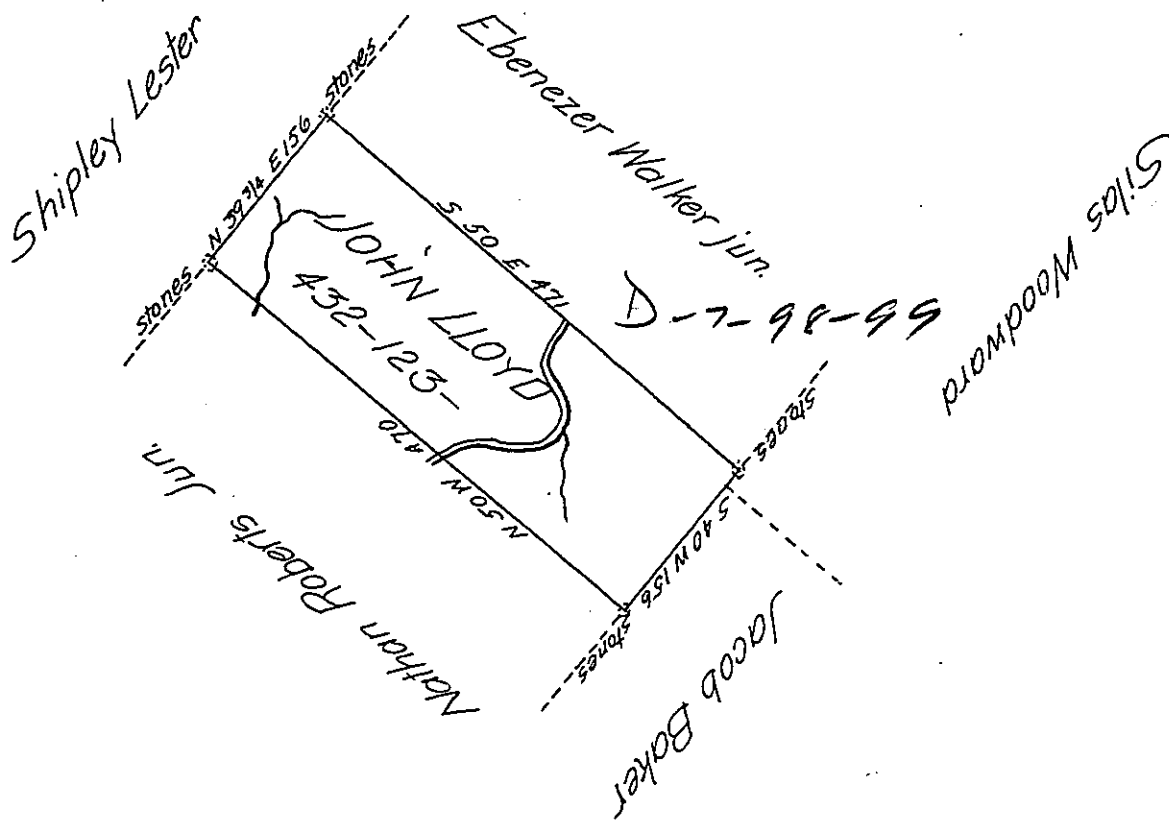 Shipley Lester
stones
N 39 3/4 E 156
stones
Ebenezer Walker jun.
S 50 E 471
D-7-98-99
Silas Woodward
JOHN LLOYD
432-123-
stones
S 40 W 156
Jacob Baker
stones
N 50 W 470
Nathan Roberts Jun.